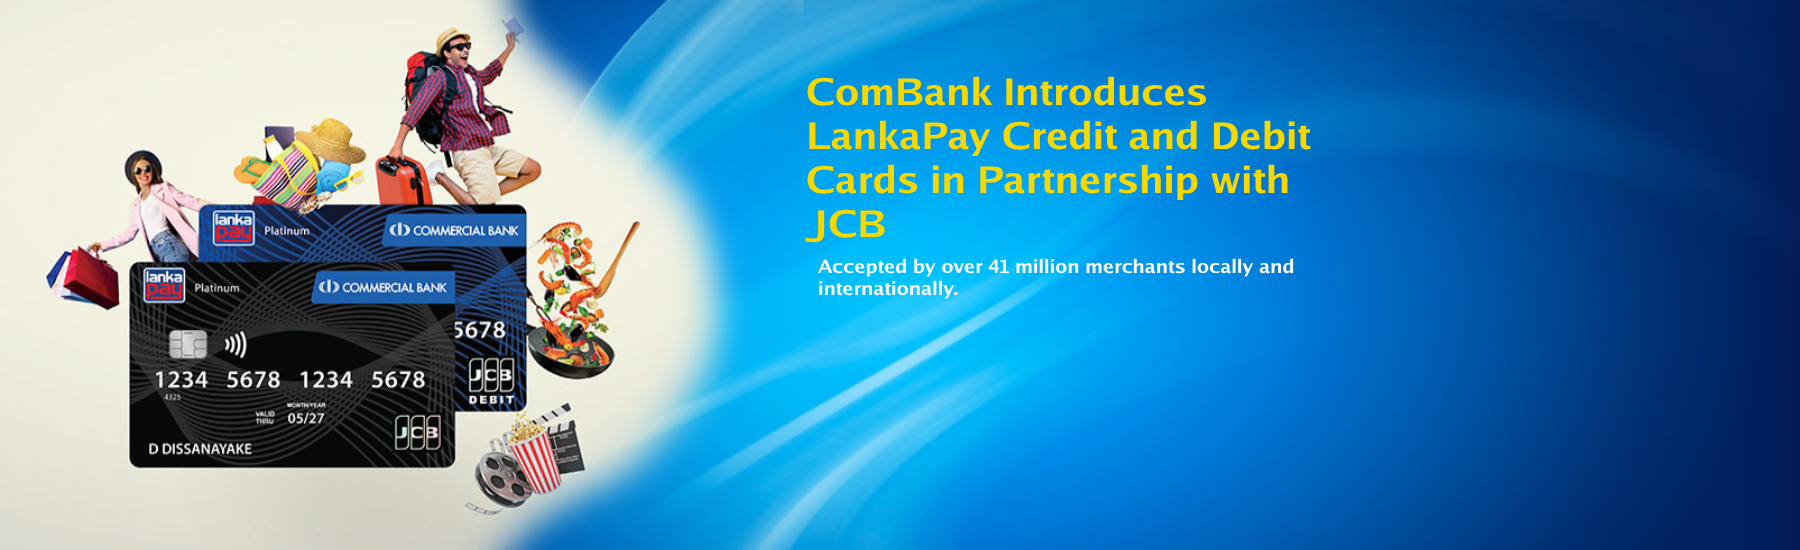 ComBank Introduces
LankaPay Credit and Debit
Cards in Partnership with
JCB
Accepted by over 41 million merchants locally and
internationally.
lanka
pay
Platinum
COMMERCIAL BANK
5678
JCB
DEBIT
lanka
pay
Platinum
COMMERCIAL BANK
1234 5678 1234 5678
4325
VALID
THRU
MONTH/YEAR
05/27
JCB
D DISSANAYAKE